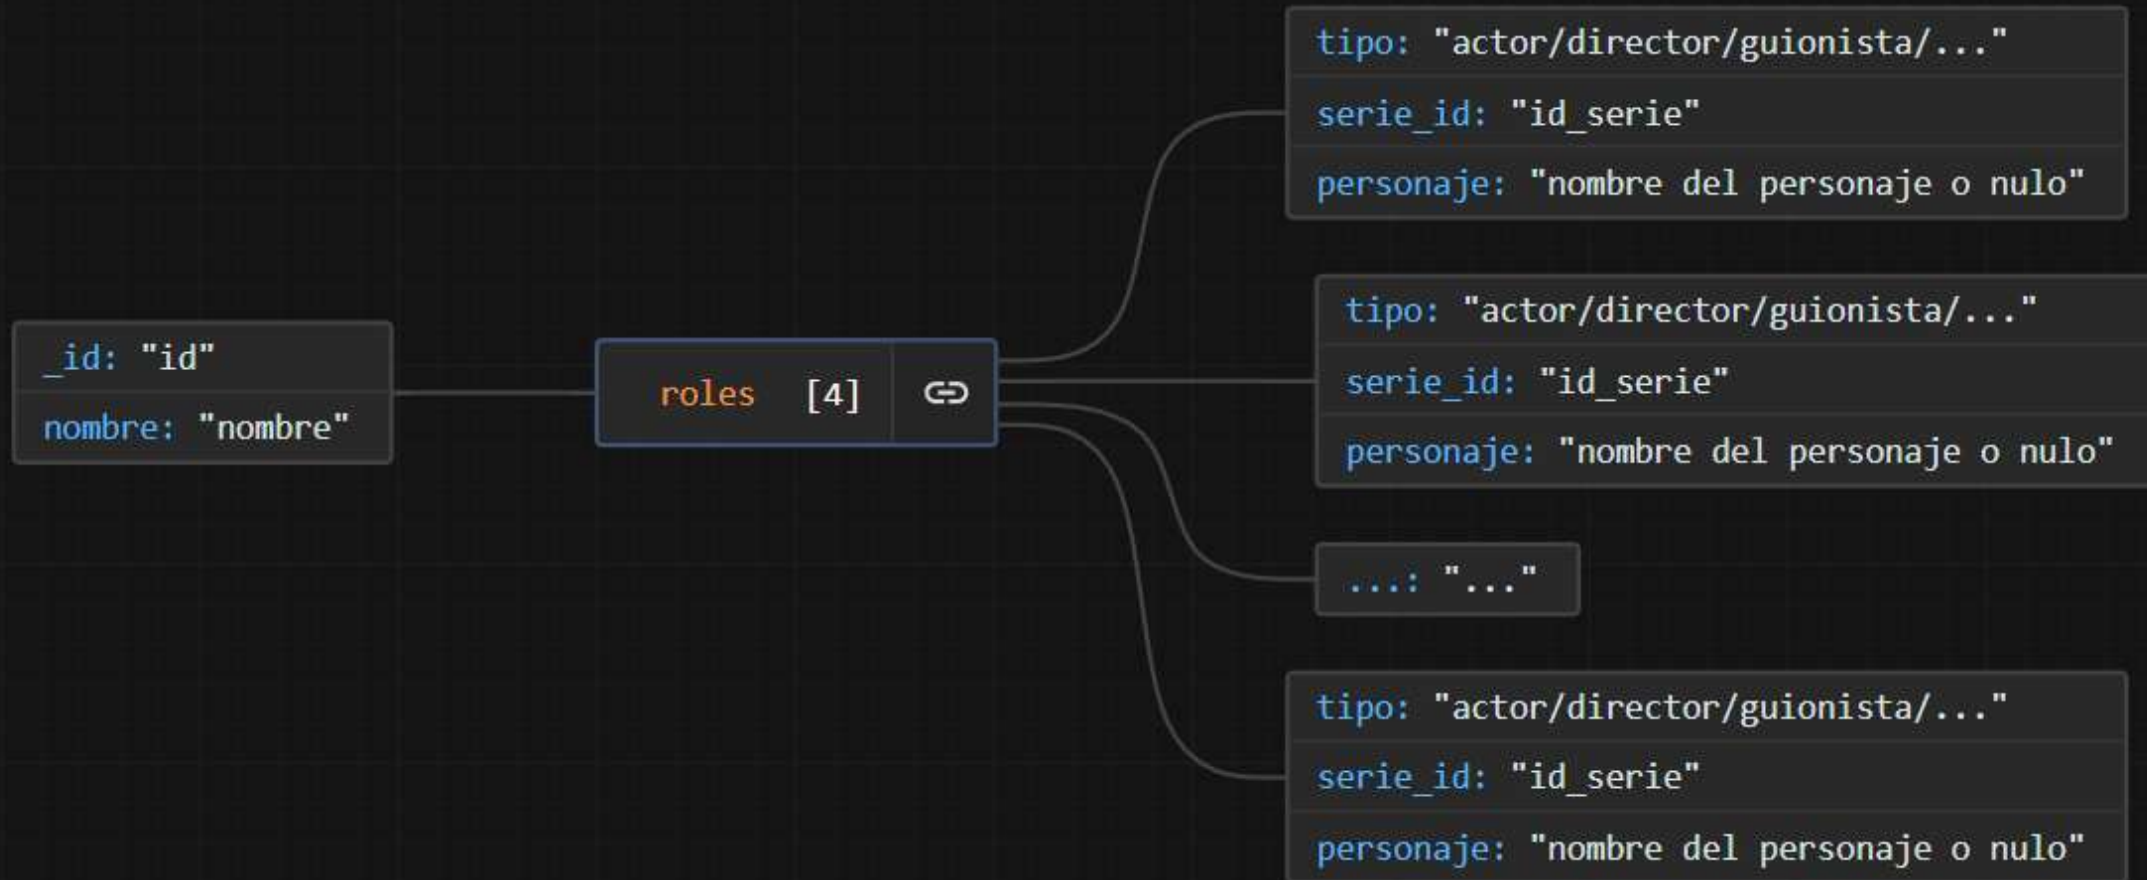 _id: "id"
nombre: "nombre"
roles [4]
tipo: "actor/director/guionista/..."
serie_id: "id_serie"
personaje: "nombre del personaje o nulo"
tipo: "actor/director/guionista/..."
serie_id: "id_serie"
personaje: "nombre del personaje o nulo"
...: "..."
tipo: "actor/director/guionista/..."
serie_id: "id_serie"
personaje: "nombre del personaje o nulo"